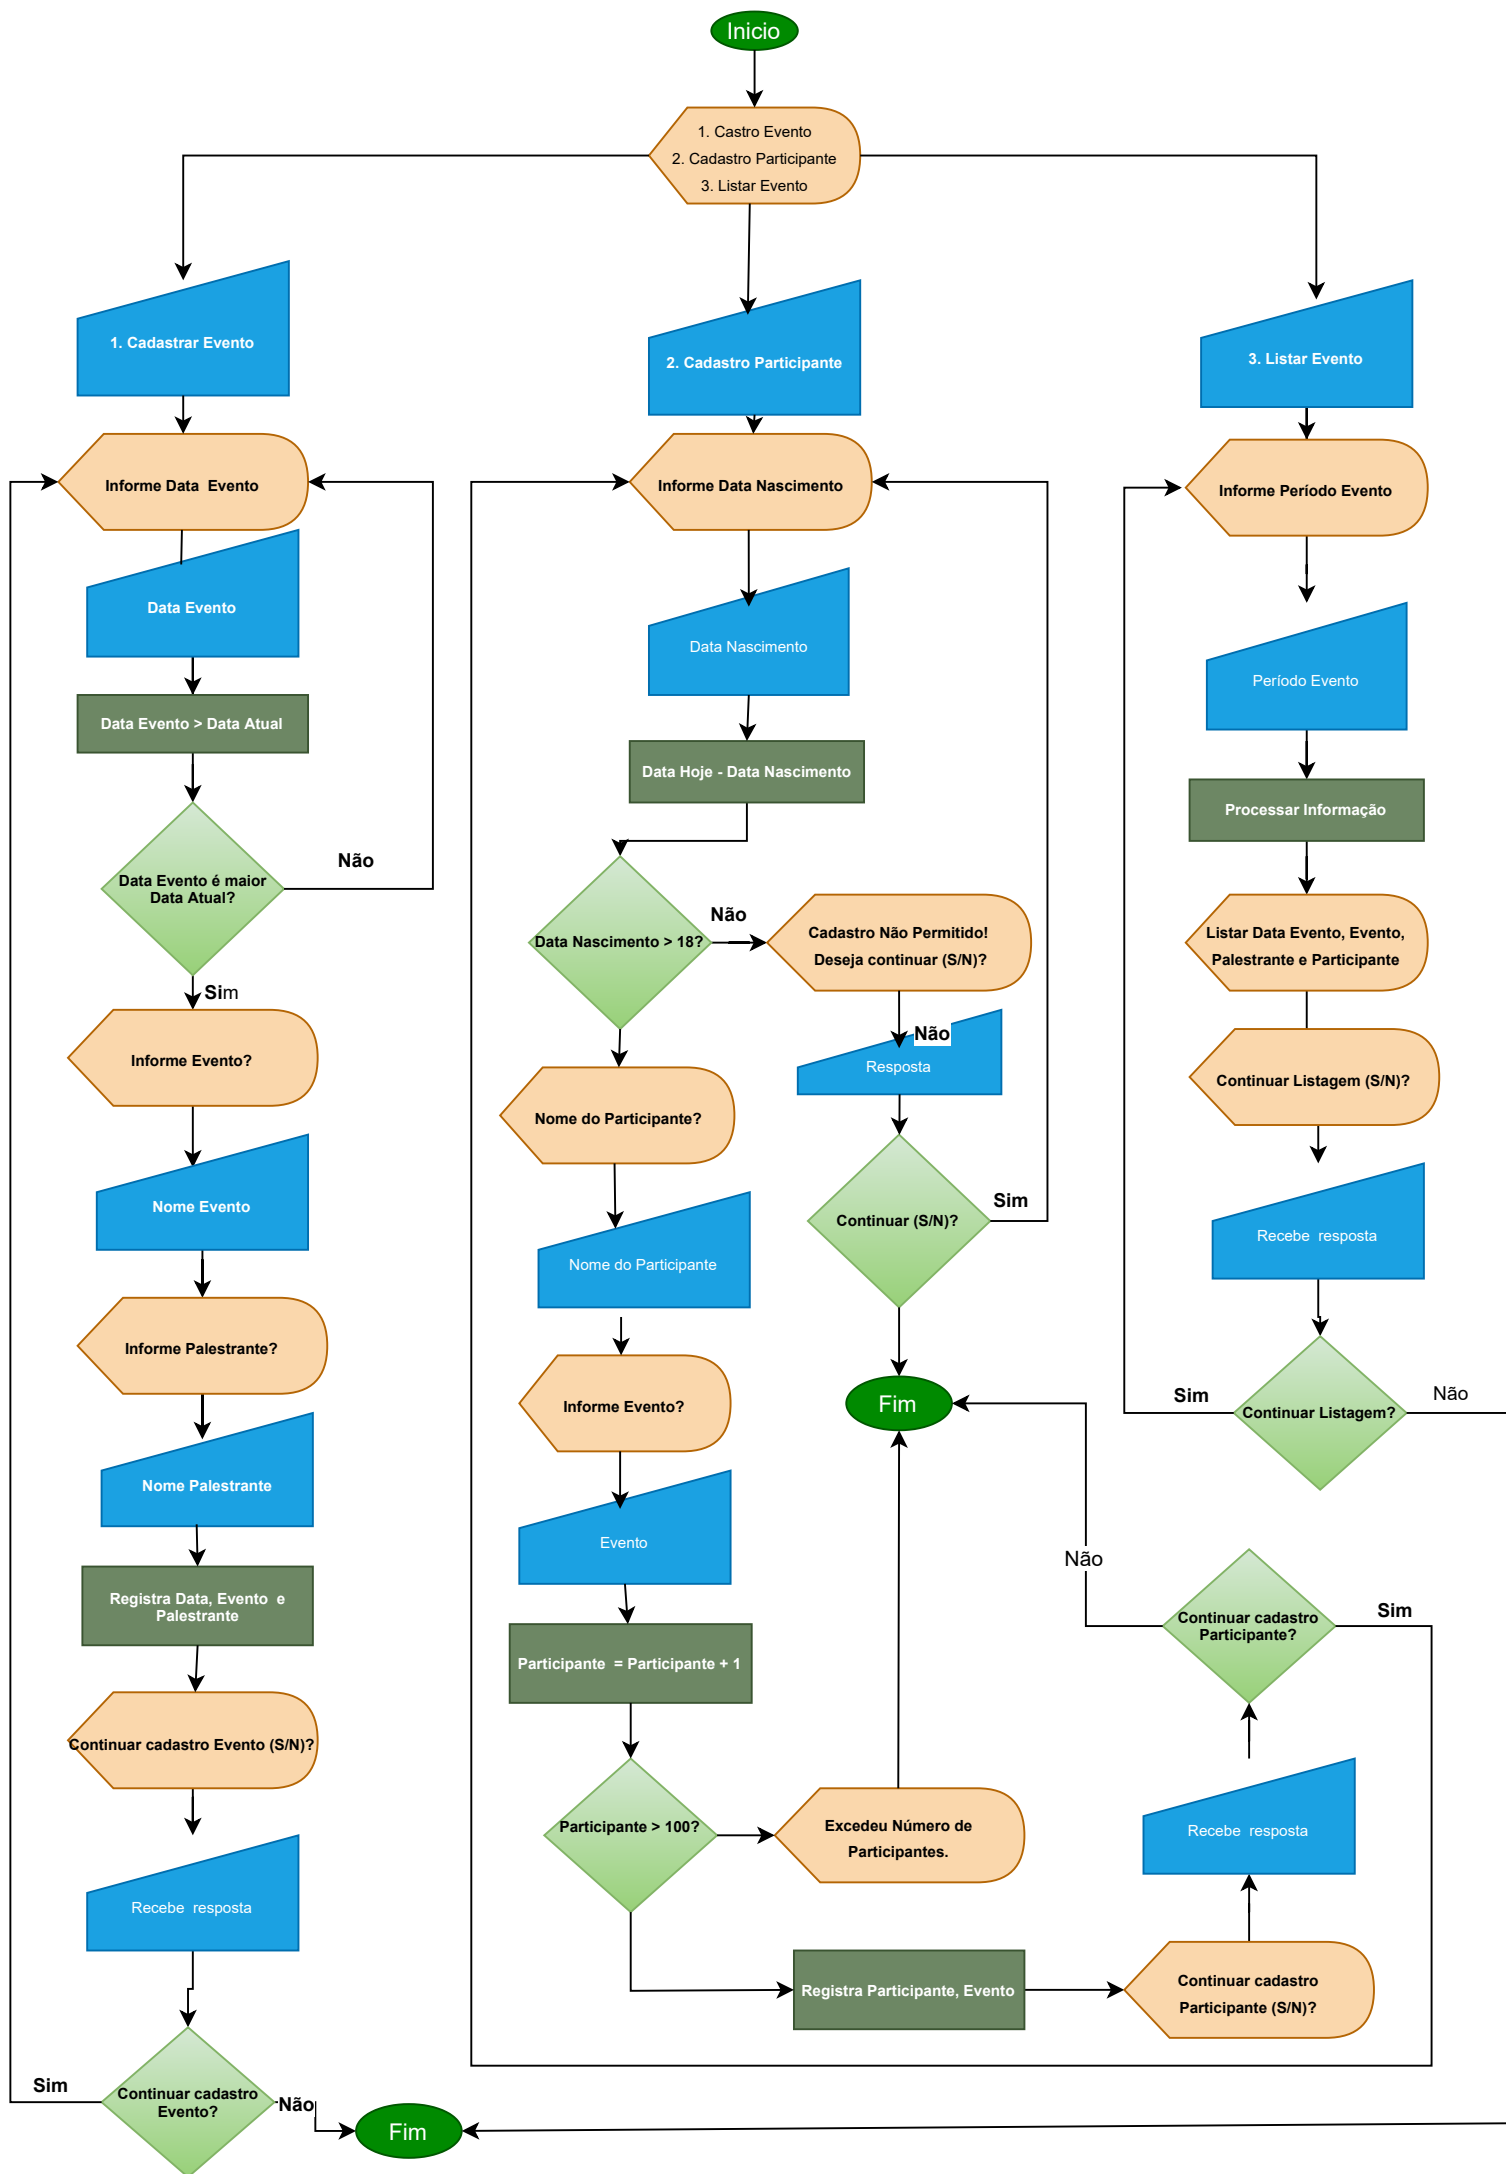 Inicio
1. Castro Evento
2. Cadastro Participante
3. Listar Evento
1. Cadastrar Evento
Informe Data Evento
Data Evento
Data Evento > Data Atual
Data Evento é maior
Data Atual?
Não
Sim
Informe Evento?
Nome Evento
Informe Palestrante?
Nome Palestrante
Registra Data, Evento e
Palestrante
Continuar cadastro Evento (S/N)?
Recebe resposta
Continuar cadastro
Evento?
Sim
Não
Fim
2. Cadastro Participante
Informe Data Nascimento
Data Nascimento
Data Hoje - Data Nascimento
Data Nascimento > 18?
Não
Cadastro Não Permitido!
Deseja continuar (S/N)?
Não
Resposta
Continuar (S/N)?
Sim
Fim
Nome do Participante?
Nome do Participante
Informe Evento?
Evento
Participante = Participante + 1
Participante > 100?
Excedeu Número de
Participantes.
Registra Participante, Evento
Continuar cadastro
Participante (S/N)?
Recebe resposta
Continuar cadastro
Participante?
Não
Sim
3. Listar Evento
Informe Período Evento
Período Evento
Processar Informação
Listar Data Evento, Evento,
Palestrante e Participante
Continuar Listagem (S/N)?
Recebe resposta
Continuar Listagem?
Sim
Não